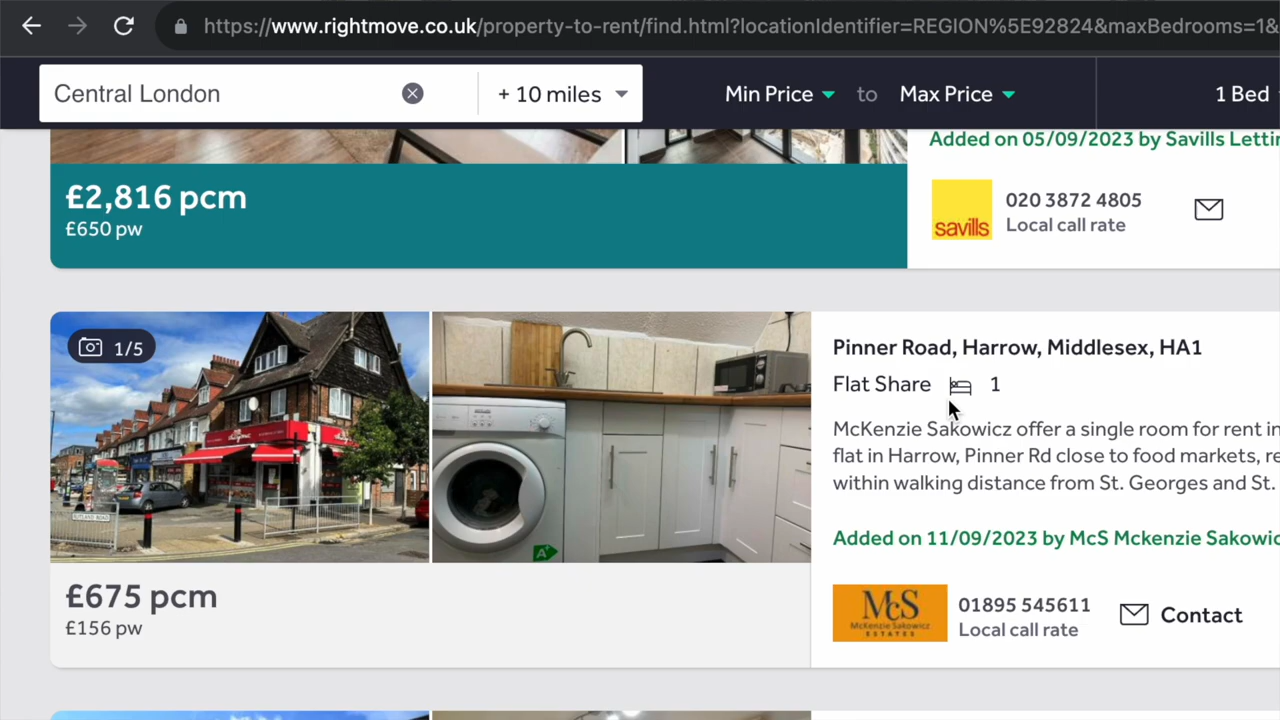 https://www.rightmove.co.uk/property-to-rent/find.html?locationIdentifier=REGION%5E92824&maxBedrooms=1&
Central London
+ 10 miles
Min Price
to
Max Price
1 Bed
Added on 05/09/2023 by Savills
£2,816 pcm
£650 pw
savills
020 3872 4805
Local call rate
1/5
Pinner Road, Harrow, Middlesex, HA1
Flat Share 1
McKenzie Sakowicz offer a single room for rent in
flat in Harrow, Pinner Rd close to food markets,
within walking distance from St. Georges and St.
Added on 11/09/2023 by McS Mckenzie
A+
£675 pcm
£156 pw
McS
McKenzie Sakowicz
ESTATES
01895 545611
Local call rate
Contact